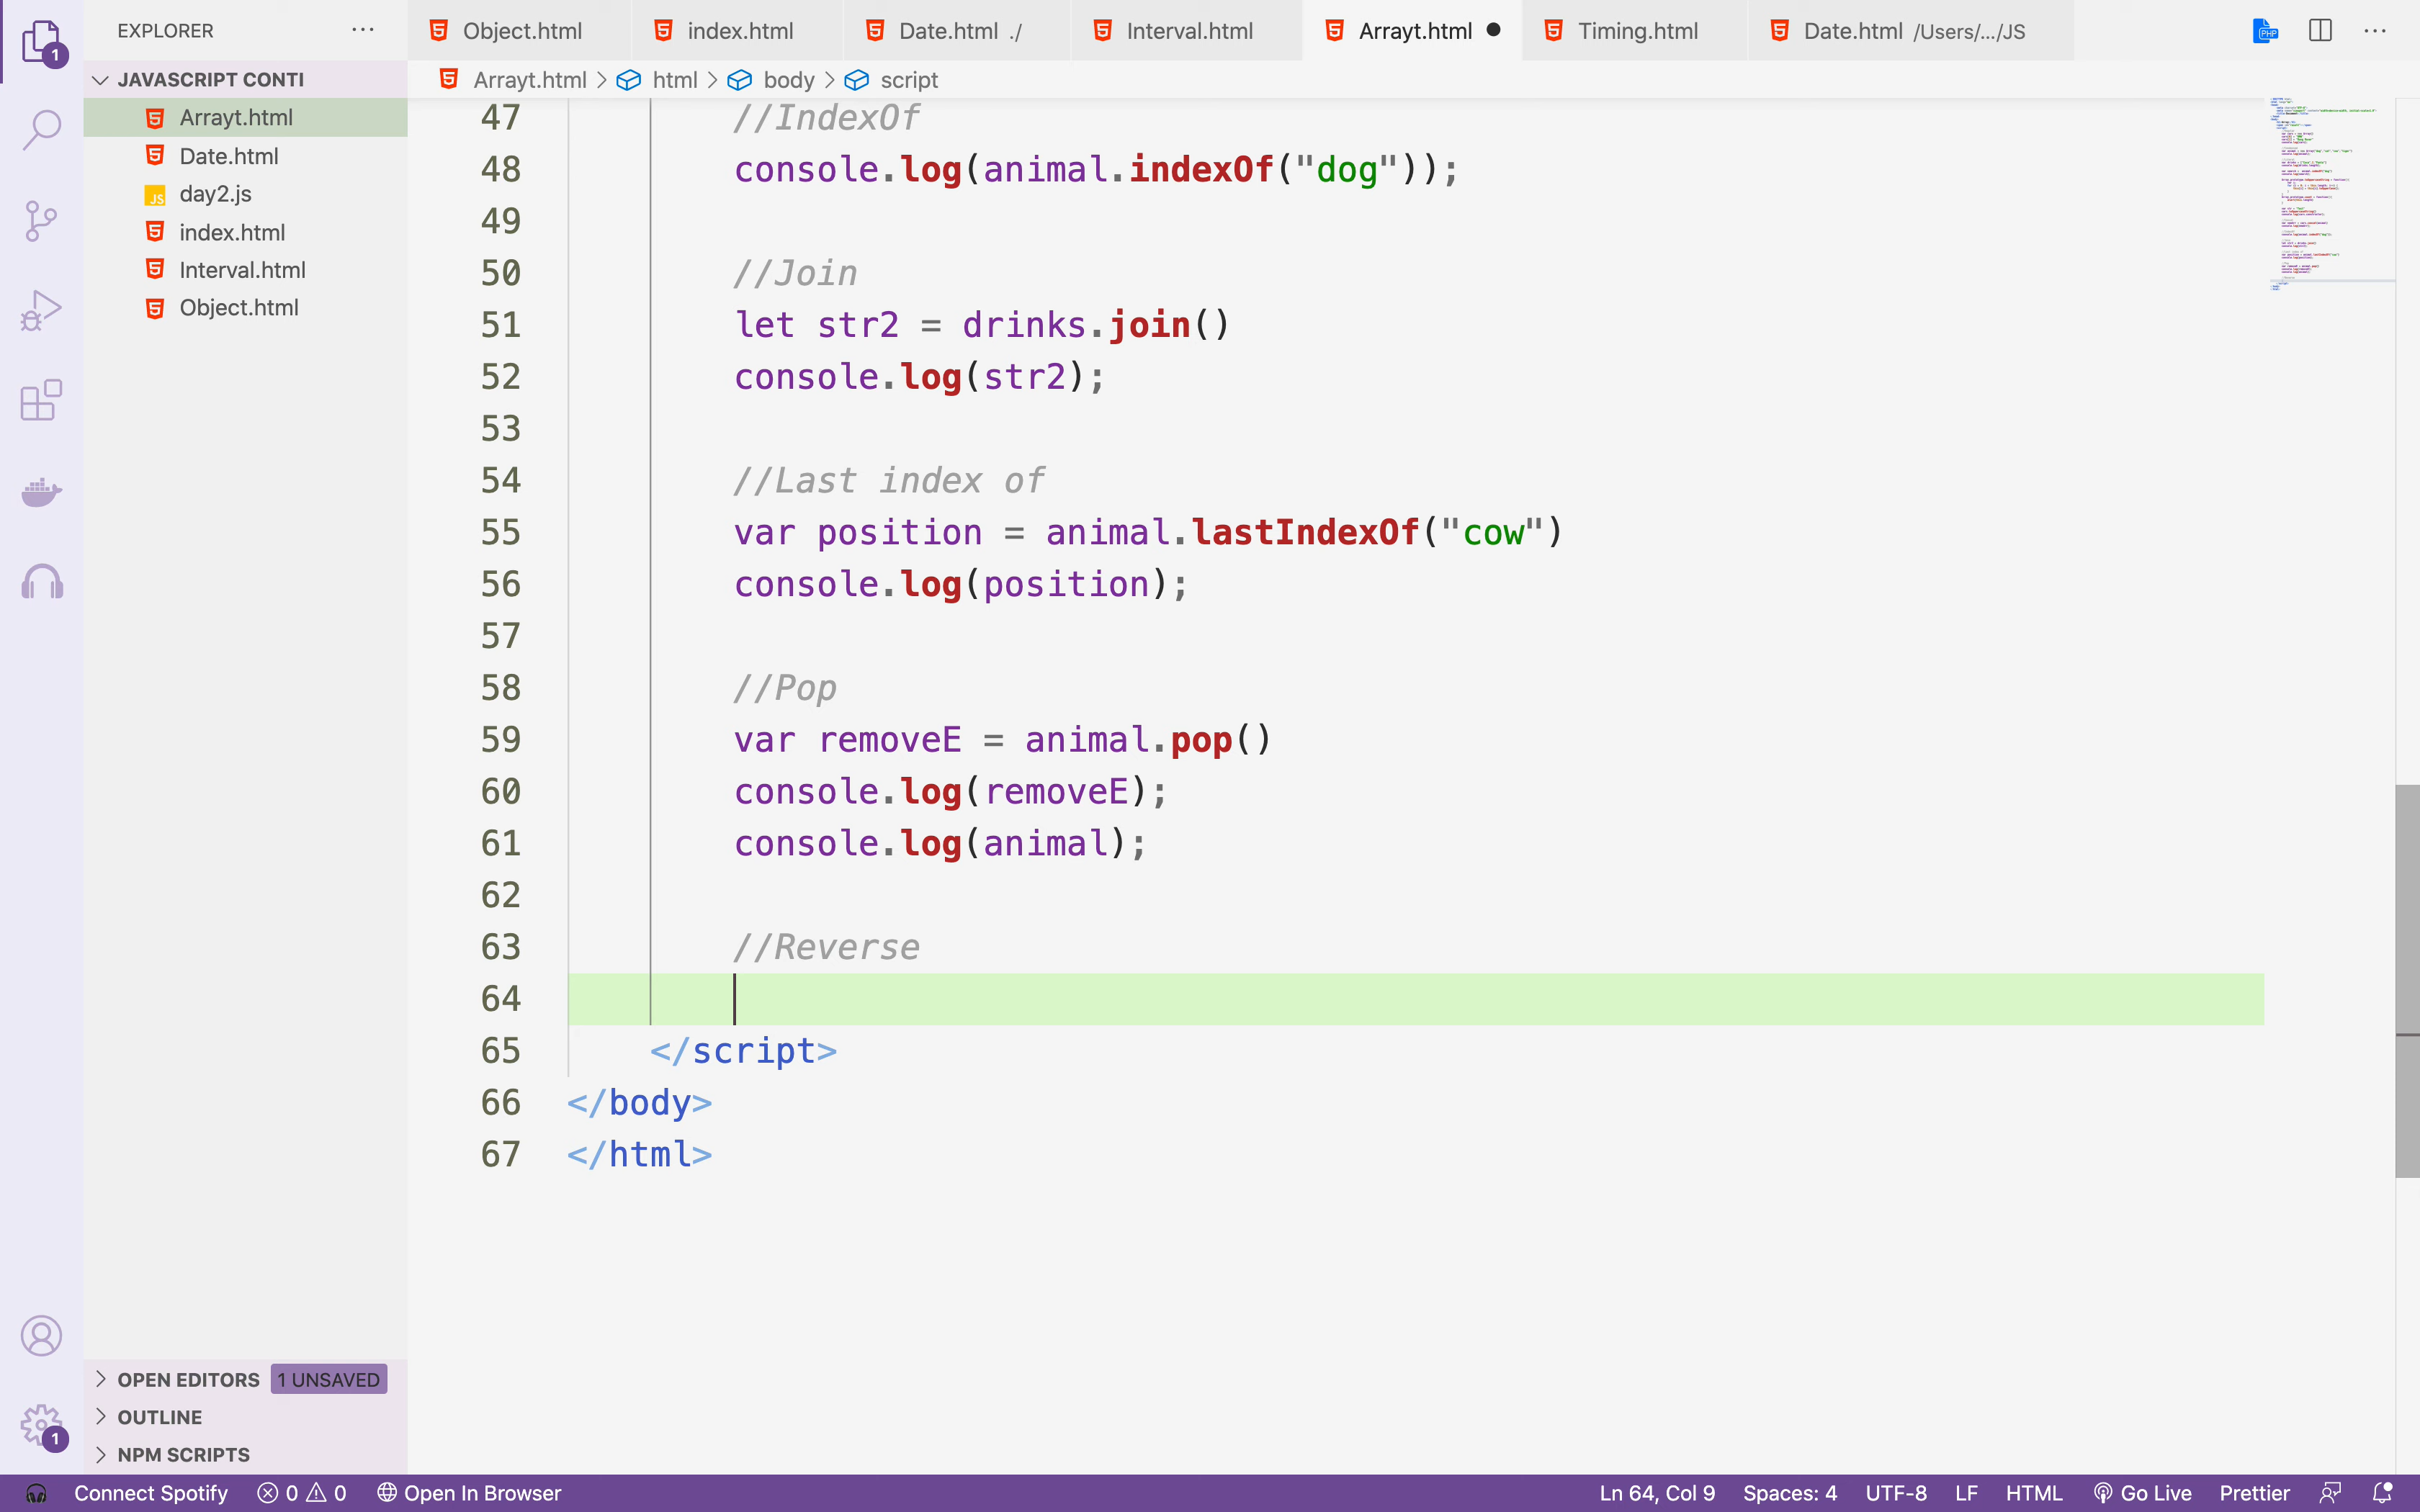 EXPLORER
Object.html
index.html
Date.html ./
Interval.html
Arrayt.html
Timing.html
Date.html /Users/.../JS
PHP
1
JAVASCRIPT CONTI
Arrayt.html
Date.html
JS day2.js
index.html
Interval.html
Object.html
Arrayt.html > html > body > script
47 //IndexOf
48 console.log(animal.indexOf("dog"));
49
50 //Join
51 let str2 = drinks.join()
52 console.log(str2);
53
54 //Last index of
55 var position = animal.lastIndexOf("cow")
56 console.log(position);
57
58 //Pop
59 var removeE = animal.pop()
60 console.log(removeE);
61 console.log(animal);
62
63 //Reverse
64
65 </script>
66 </body>
67 </html>
OPEN EDITORS 1 UNSAVED
OUTLINE
NPM SCRIPTS
1
Connect Spotify 0 0 Open In Browser
Ln 64, Col 9 Spaces: 4 UTF-8 LF HTML Go Live Prettier